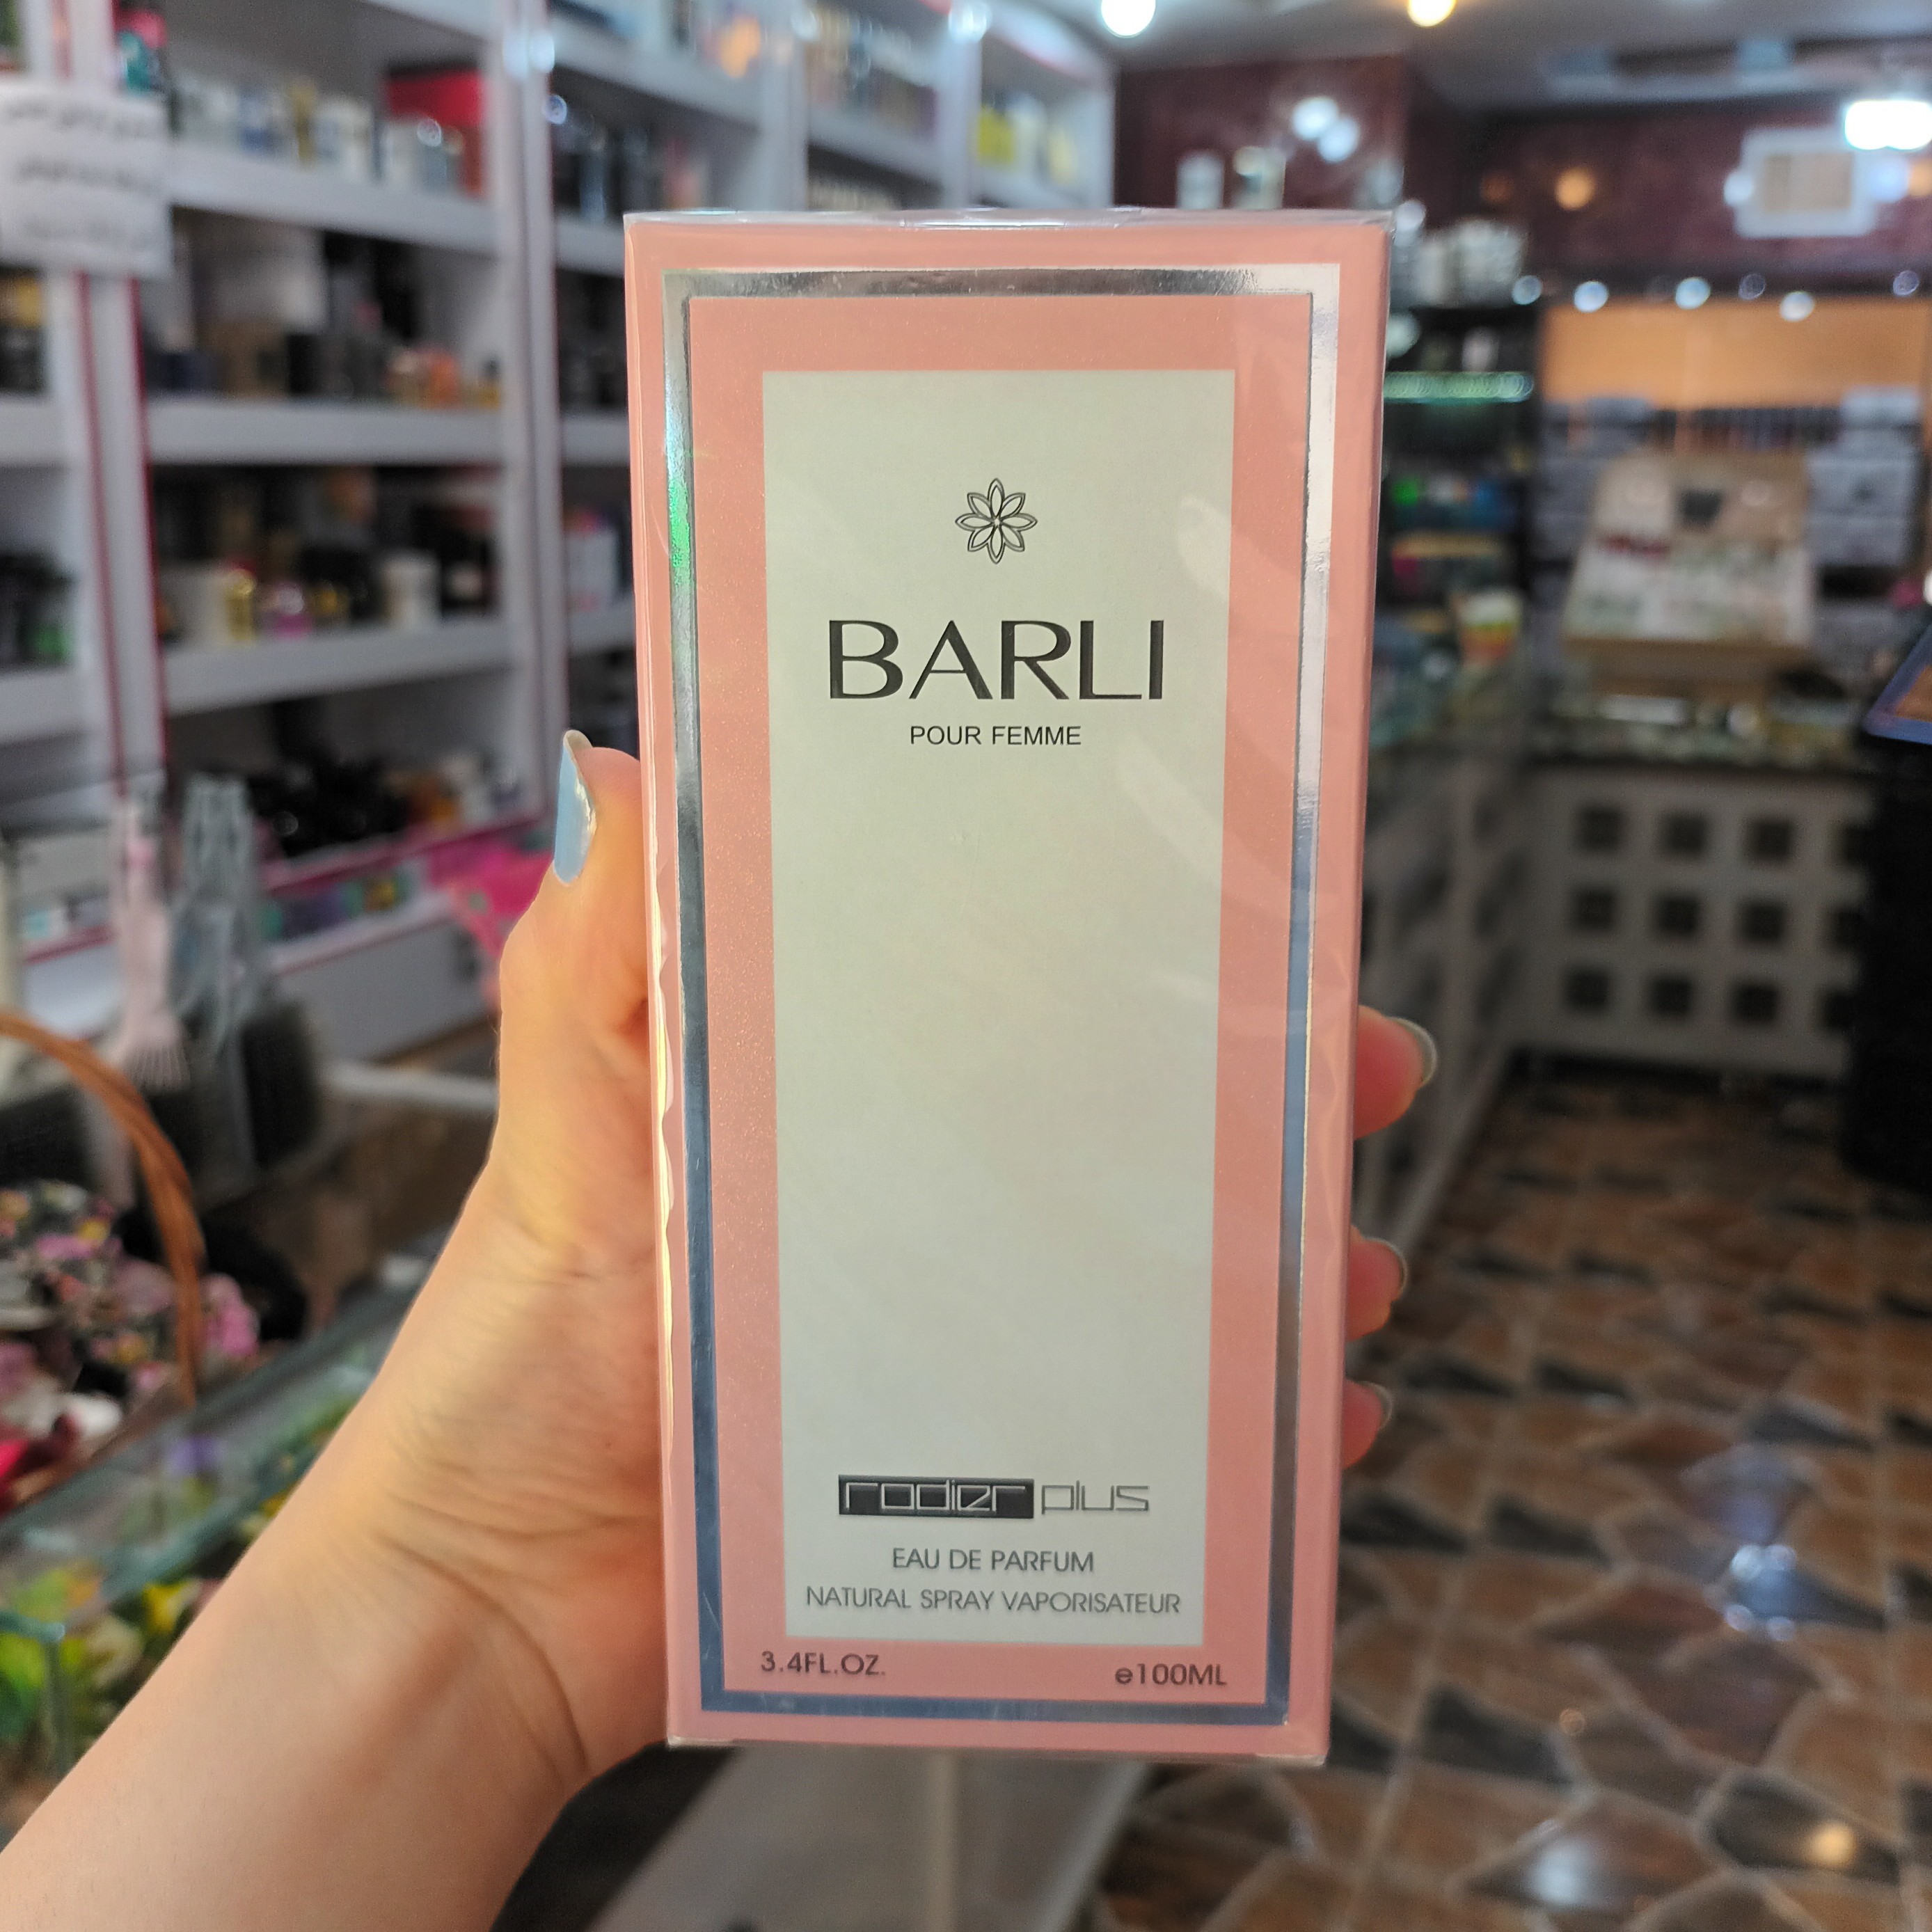 BARLI
POUR FEMME
rodier plus
EAU DE PARFUM
NATURAL SPRAY VAPORISATEUR
3.4FL.OZ.
e100ML